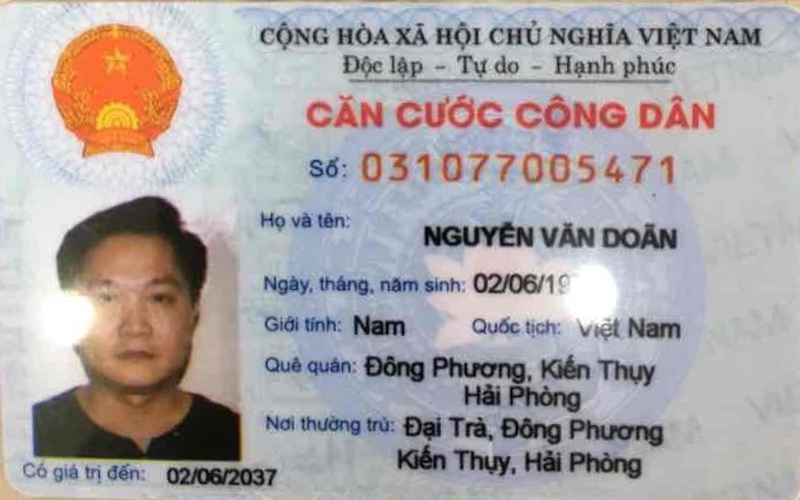 CỘNG HÒA XÃ HỘI CHỦ NGHĨA VIỆT NAM
Độc lập - Tự do - Hạnh phúc
CĂN CƯỚC CÔNG DÂN
Số: 031077005471
Họ và tên:
NGUYỄN VĂN DOÃN
Ngày, tháng, năm sinh: 02/06/19
Giới tính: Nam Quốc tịch: Việt Nam
Quê quán: Đông Phương, Kiến Thụy
Hải Phòng
Nơi thường trú: Đại Trà, Đông Phương
Kiến Thụy, Hải Phòng
Có giá trị đến: 02/06/2037